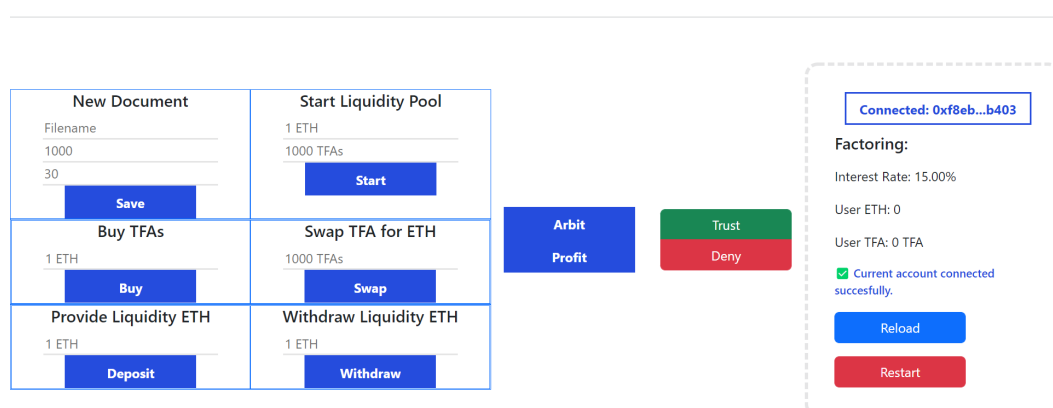 New Document
Filename
1000
30
Save
Start Liquidity Pool
1 ETH
1000 TFAs
Start
Buy TFAs
1 ETH
Buy
Swap TFA for ETH
1000 TFAs
Swap
Provide Liquidity ETH
1 ETH
Deposit
Withdraw Liquidity ETH
1 ETH
Withdraw
Arbit
Profit
Trust
Deny
Connected: 0xf8eb...b403
Factoring:
Interest Rate: 15.00%
User ETH: 0
User TFA: 0 TFA
✅ Current account connected
succesfully.
Reload
Restart